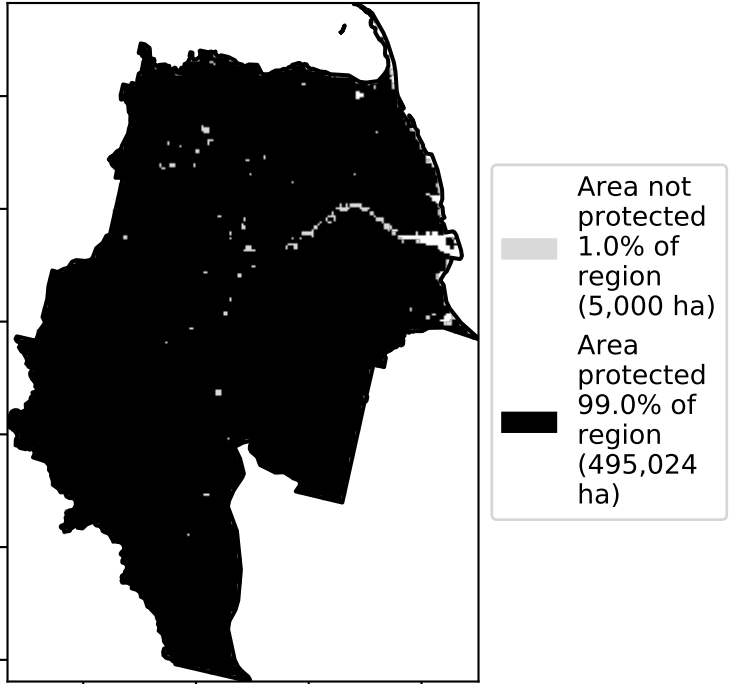 Area not
protected
1.0% of
region
(5,000 ha)
Area
protected
99.0% of
region
(495,024
ha)